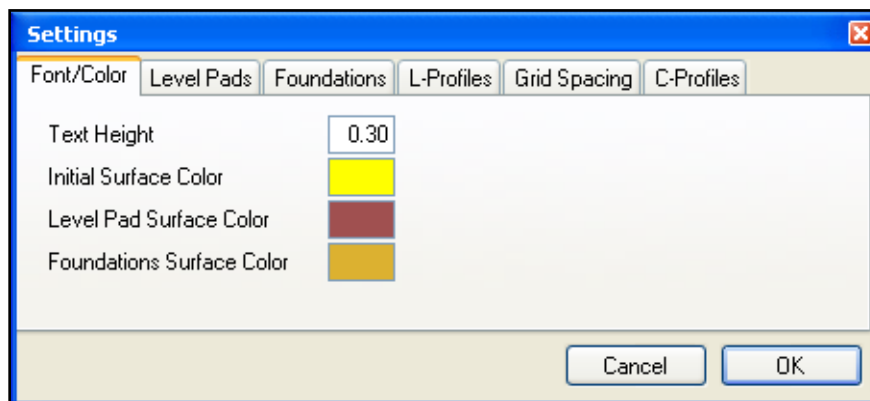 Settings
Font/Color Level Pads Foundations L-Profiles Grid Spacing C-Profiles
Text Height 0.30
Initial Surface Color
Level Pad Surface Color
Foundations Surface Color
Cancel OK